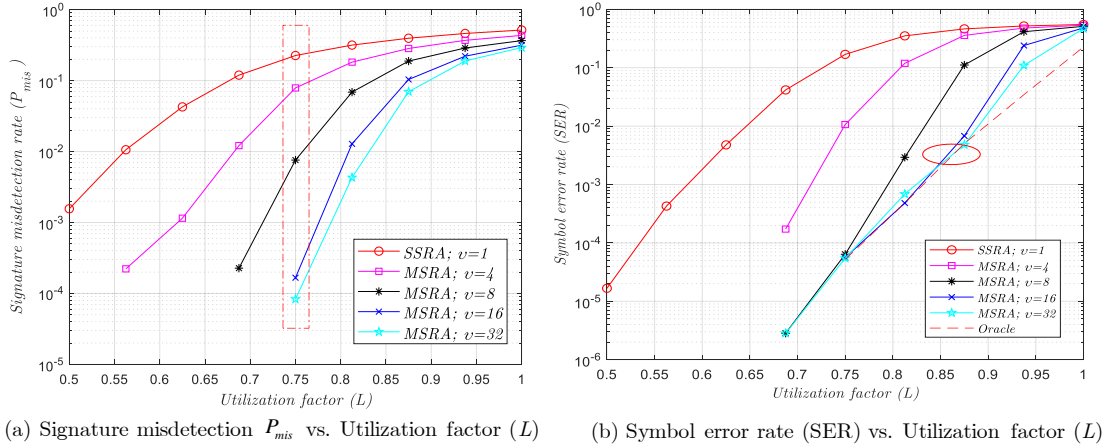 10^0
10^-1
10^-2
10^-3
10^-4
10^-5
Signature misdetection rate (P_mis)
SSRA; v=1
MSRA; v=4
MSRA; v=8
MSRA; v=16
MSRA; v=32
0.5 0.55 0.6 0.65 0.7 0.75 0.8 0.85 0.9 0.95 1
Utilization factor (L)
(a) Signature misdetection P_mis vs. Utilization factor (L)
10^0
10^-1
10^-2
10^-3
10^-4
10^-5
10^-6
Symbol error rate (SER)
SSRA; v=1
MSRA; v=4
MSRA; v=8
MSRA; v=16
MSRA; v=32
Oracle
0.5 0.55 0.6 0.65 0.7 0.75 0.8 0.85 0.9 0.95 1
Utilization factor (L)
(b) Symbol error rate (SER) vs. Utilization factor (L)